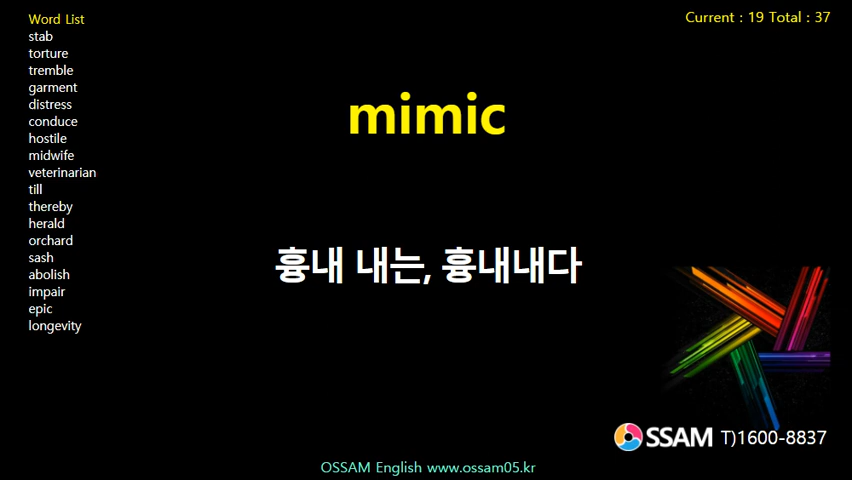 Word List
stab
torture
tremble
garment
distress
conduce
hostile
midwife
veterinarian
till
thereby
herald
orchard
sash
abolish
impair
epic
longevity
Current : 19 Total : 37
mimic
흉내 내는, 흉내내다
OSSAM T)1600-8837
OSSAM English www.ossam05.kr